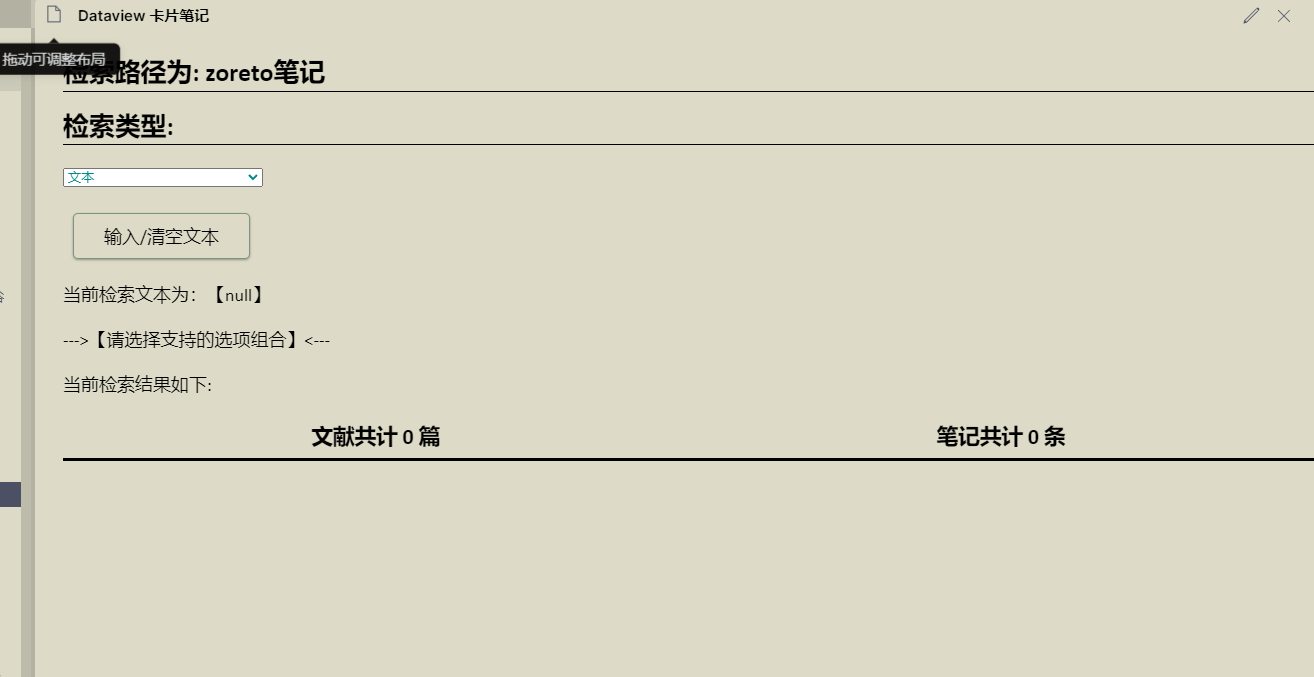 Dataview 卡片笔记
拖动可调整布局
检索路径为: zoreto笔记
检索类型:
文本
输入/清空文本
当前检索文本为：【null】
--->【请选择支持的选项组合】<---
当前检索结果如下:
文献共计 0 篇 笔记共计 0 条